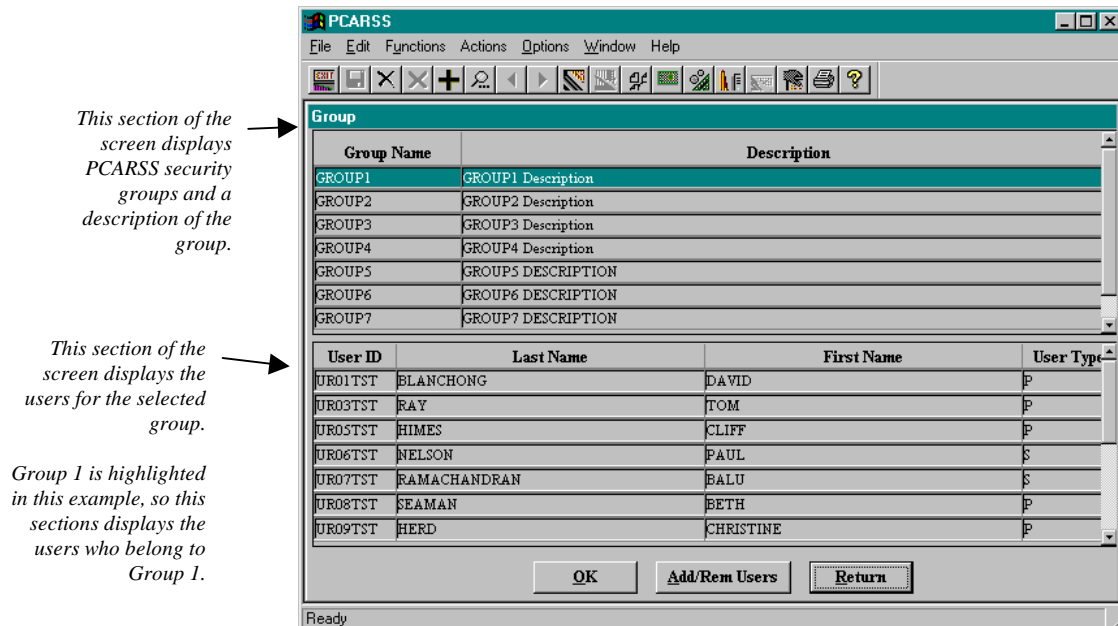 PCARSS
File Edit Functions Actions Options Window Help
EXIT
This section of the
screen displays
PCARSS security
groups and a
description of the
group.
Group
Group Name Description
GROUP1 GROUP1 Description
GROUP2 GROUP2 Description
GROUP3 GROUP3 Description
GROUP4 GROUP4 Description
GROUP5 GROUP5 DESCRIPTION
GROUP6 GROUP6 DESCRIPTION
GROUP7 GROUP7 DESCRIPTION
This section of the
screen displays the
users for the selected
group.
Group 1 is highlighted
in this example, so this
sections displays the
users who belong to
Group 1.
User ID Last Name First Name User Type
UR01TST BLANCHONG DAVID P
UR03TST RAY TOM P
UR05TST HIMES CLIFF P
UR06TST NELSON PAUL S
UR07TST RAMACHANDRAN BALU S
UR08TST SEAMAN BETH P
UR09TST HERD CHRISTINE P
OK Add/Rem Users Return
Ready